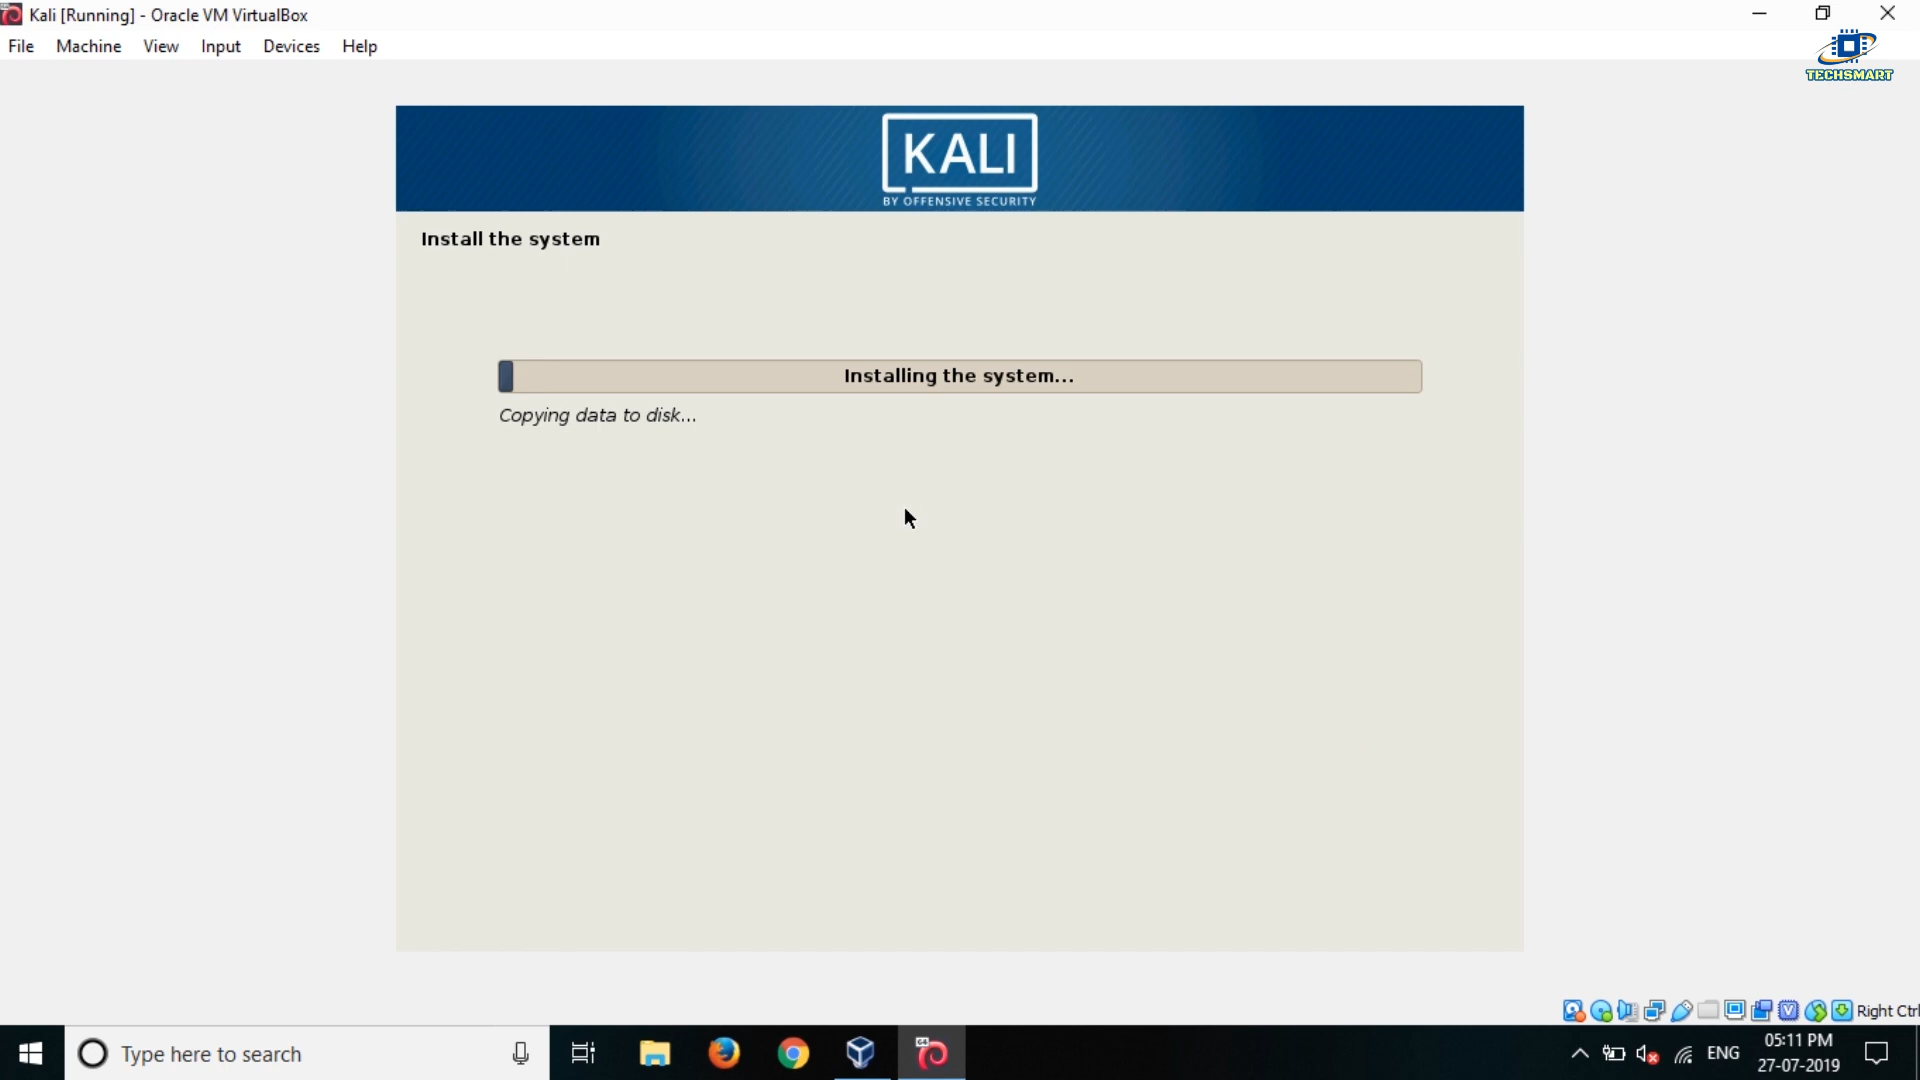 Kali [Running] - Oracle VM VirtualBox
File Machine View Input Devices Help
TECHSMART
KALI
BY OFFENSIVE SECURITY
Install the system
Installing the system...
Copying data to disk...
Right Ctrl
64
Type here to search
ENG
05:11 PM
27-07-2019